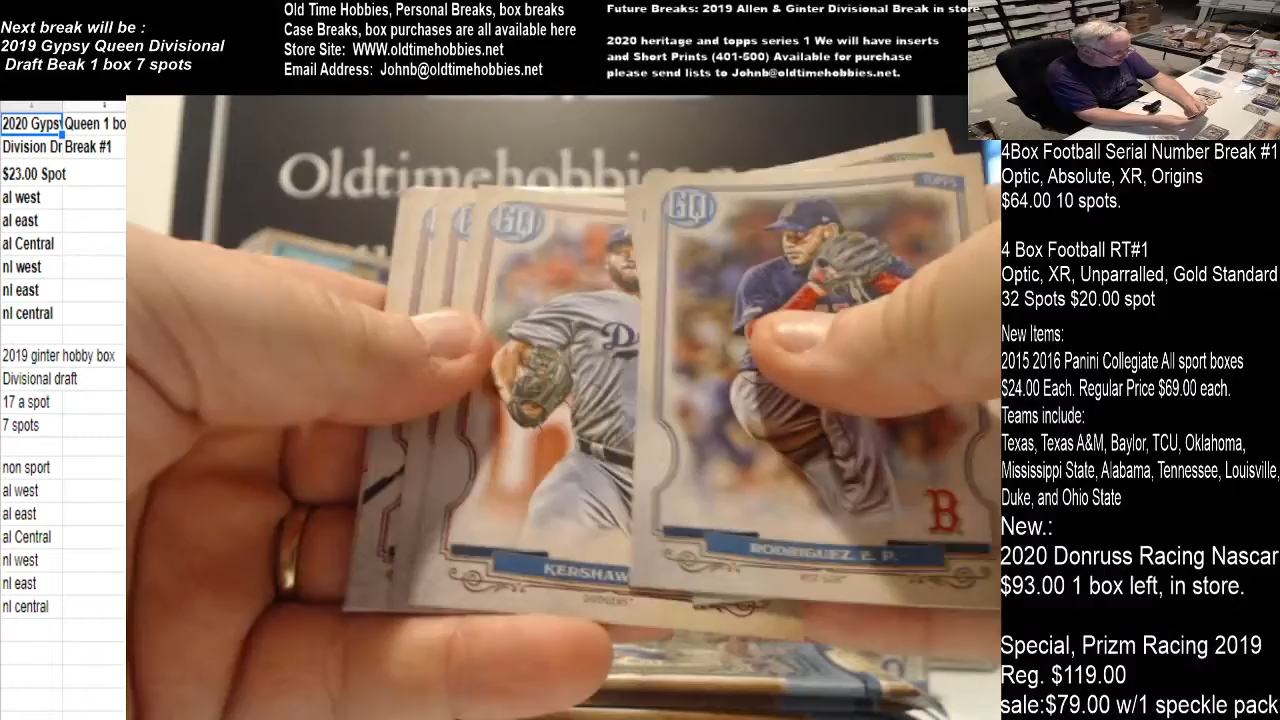 Next break will be :
2019 Gypsy Queen Divisional
Draft Beak 1 box 7 spots
Old Time Hobbies, Personal Breaks, box breaks
Case Breaks, box purchases are all available here
Store Site: WWW.oldtimehobbies.net
Email Address: Johnb@oldtimehobbies.net
Future Breaks: 2019 Allen & Ginter Divisional Break in store
2020 heritage and topps series 1 We will have inserts
and Short Prints (401-500) Available for purchase
please send lists to Johnb@oldtimehobbies.net.
2020 Gypsy Queen 1 bo
Division Dr Break #1
$23.00 Spot
al west
al east
al Central
nl west
nl east
nl central
2019 ginter hobby box
Divisional draft
17 a spot
7 spots
non sport
al west
al east
al Central
nl west
nl east
nl central
Oldtimehobbies.net
GQ
KERSHAW
DODGERS
GQ
TOPPS
B
RODRIGUEZ E. P.
RED SOX
4Box Football Serial Number Break #1
Optic, Absolute, XR, Origins
$64.00 10 spots.
4 Box Football RT#1
Optic, XR, Unparralled, Gold Standard
32 Spots $20.00 spot
New Items:
2015 2016 Panini Collegiate All sport boxes
$24.00 Each. Regular Price $69.00 each.
Teams include:
Texas, Texas A&M, Baylor, TCU, Oklahoma,
Mississippi State, Alabama, Tennessee, Louisville,
Duke, and Ohio State
New.:
2020 Donruss Racing Nascar
$93.00 1 box left, in store.
Special, Prizm Racing 2019
Reg. $119.00
sale:$79.00 w/1 speckle pack